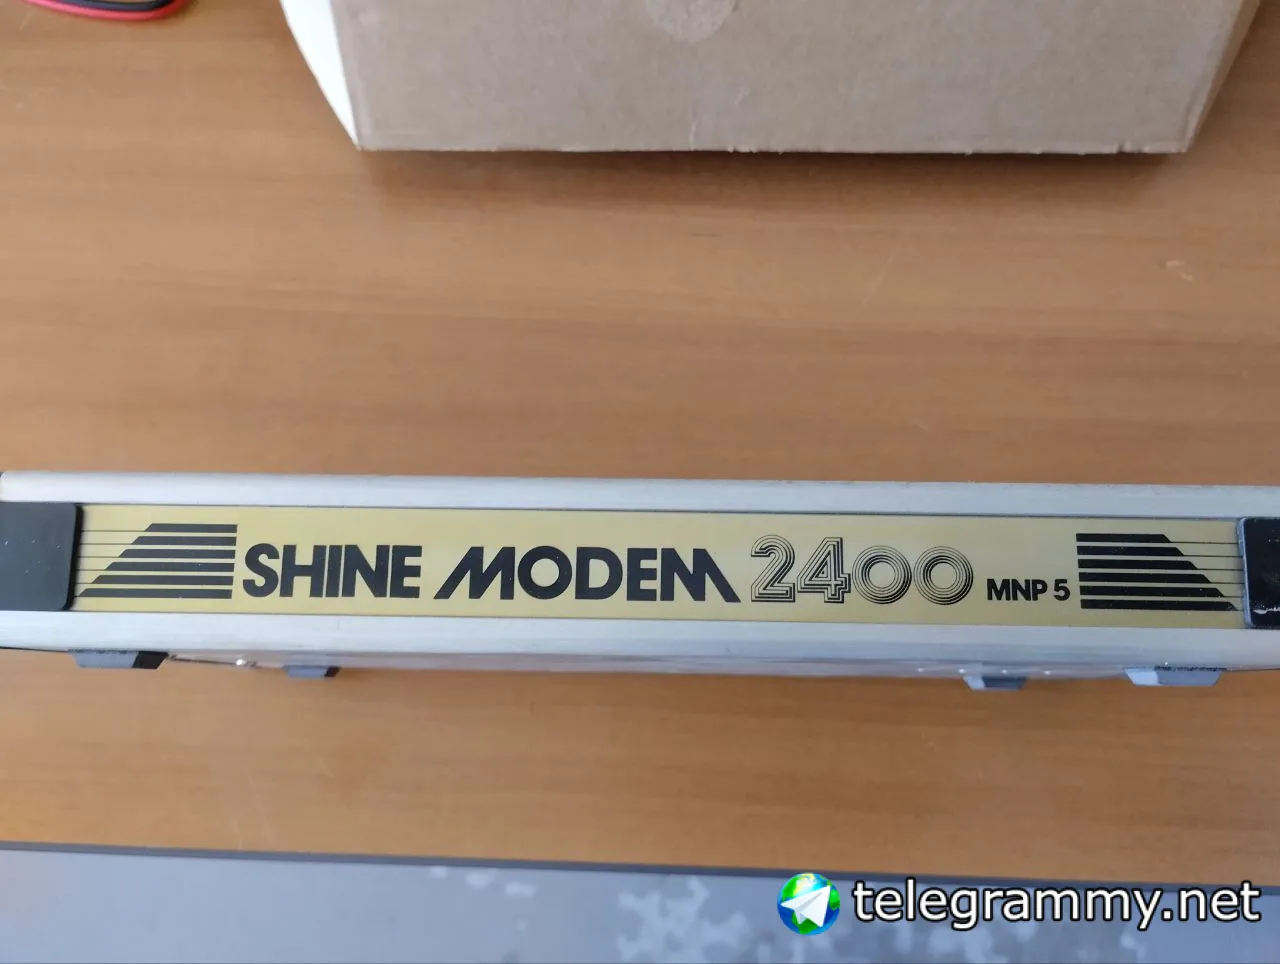 SHINE MODEM 2400 MNP 5
telegrammy.net